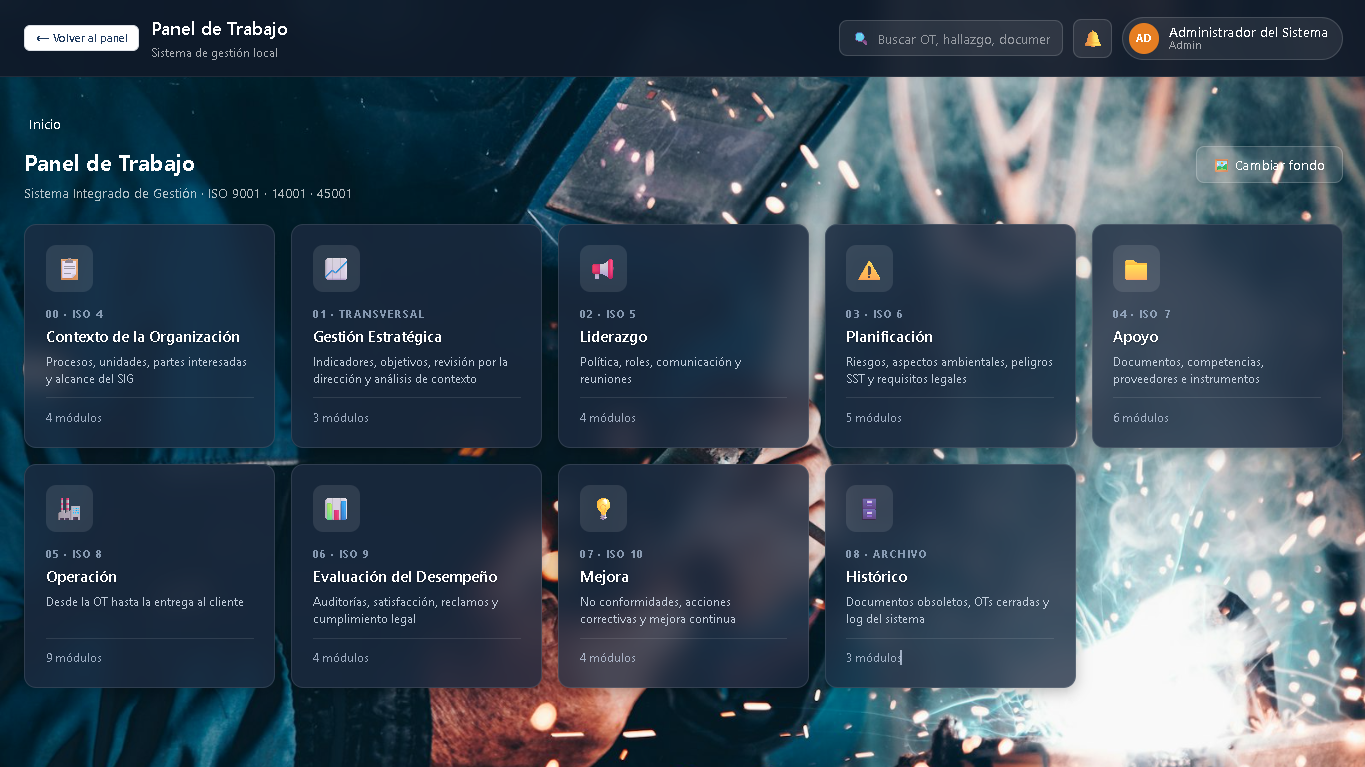 ← Volver al panel
Panel de Trabajo
Sistema de gestión local
Buscar OT, hallazgo, documer
AD
Administrador del Sistema
Admin
Inicio
Panel de Trabajo
Sistema Integrado de Gestión · ISO 9001 · 14001 · 45001
Cambiar fondo
00 · ISO 4
Contexto de la Organización
Procesos, unidades, partes interesadas
y alcance del SIG
4 módulos
01 · TRANSVERSAL
Gestión Estratégica
Indicadores, objetivos, revisión por la
dirección y análisis de contexto
3 módulos
02 · ISO 5
Liderazgo
Política, roles, comunicación y
reuniones
4 módulos
03 · ISO 6
Planificación
Riesgos, aspectos ambientales, peligros
SST y requisitos legales
5 módulos
04 · ISO 7
Apoyo
Documentos, competencias,
proveedores e instrumentos
6 módulos
05 · ISO 8
Operación
Desde la OT hasta la entrega al cliente
9 módulos
06 · ISO 9
Evaluación del Desempeño
Auditorías, satisfacción, reclamos y
cumplimiento legal
4 módulos
07 · ISO 10
Mejora
No conformidades, acciones
correctivas y mejora continua
4 módulos
08 · ARCHIVO
Histórico
Documentos obsoletos, OTs cerradas y
log del sistema
3 módulos